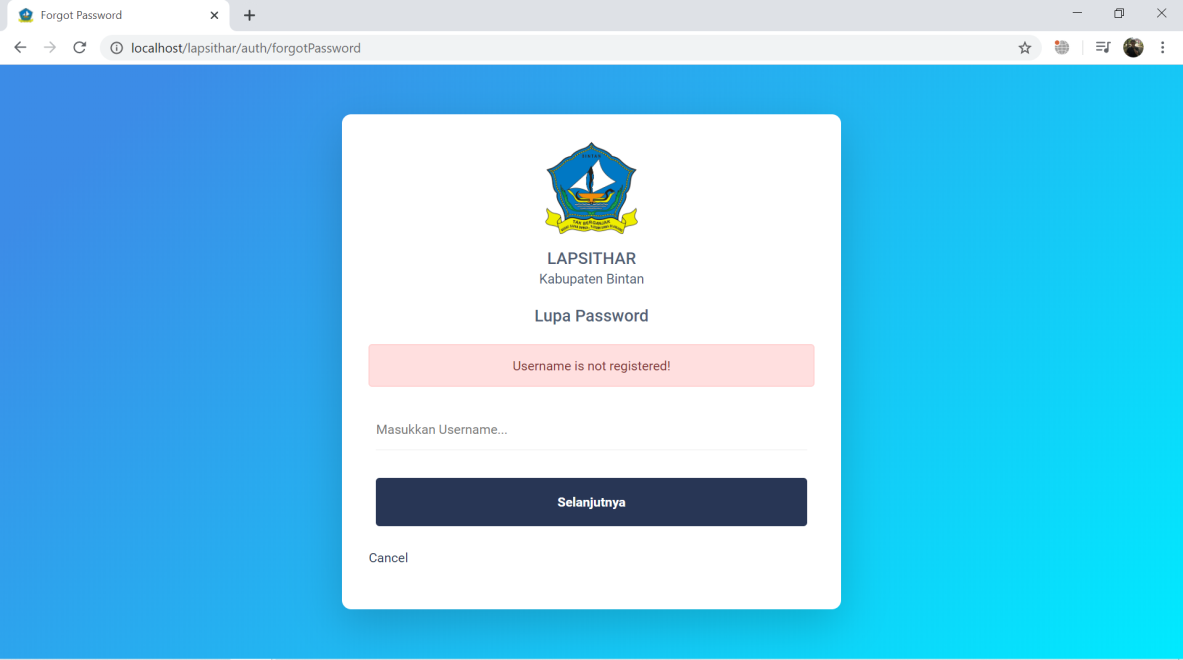 Forgot Password
localhost/lapsithar/auth/forgotPassword
BINTAN
LAPSITHAR
Kabupaten Bintan
Lupa Password
Username is not registered!
Masukkan Username...
Selanjutnya
Cancel